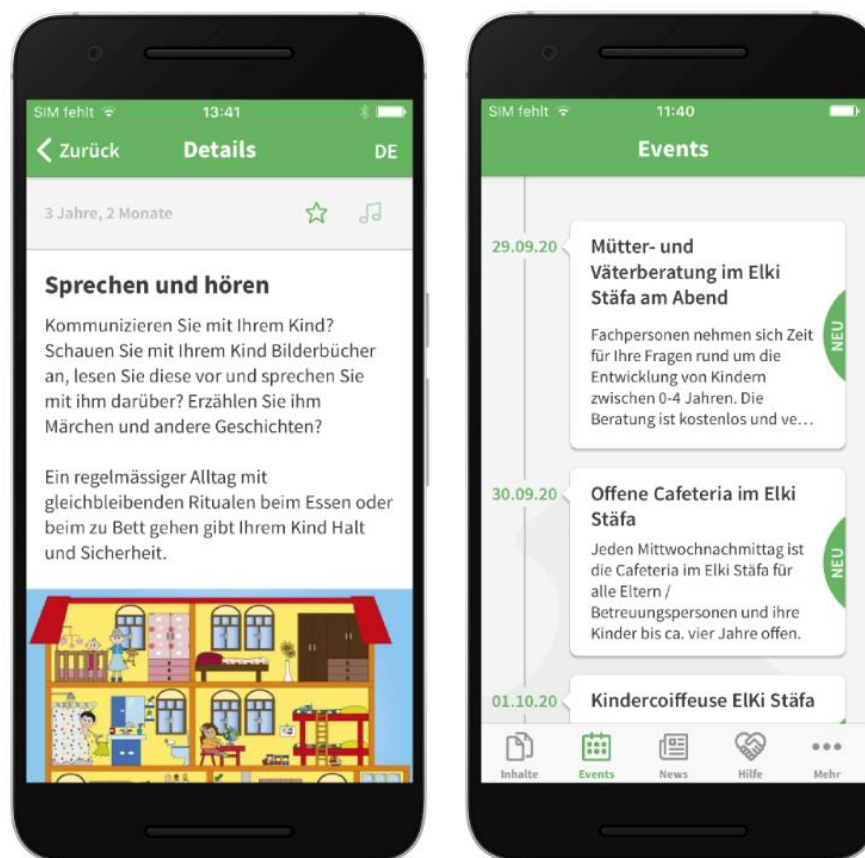 SIM fehlt 13:41
Zurück Details DE
3 Jahre, 2 Monate
Sprechen und hören
Kommunizieren Sie mit Ihrem Kind?
Schauen Sie mit Ihrem Kind Bilderbücher
an, lesen Sie diese vor und sprechen Sie
mit ihm darüber? Erzählen Sie ihm
Märchen und andere Geschichten?
Ein regelmässiger Alltag mit
gleichbleibenden Ritualen beim Essen oder
beim zu Bett gehen gibt Ihrem Kind Halt
und Sicherheit.
SIM fehlt 11:40
Events
29.09.20
Mütter- und
Väterberatung im Elki
Stäfa am Abend
Fachpersonen nehmen sich Zeit
für Ihre Fragen rund um die
Entwicklung von Kindern
zwischen 0-4 Jahren. Die
Beratung ist kostenlos und ve…
NEU
30.09.20
Offene Cafeteria im Elki
Stäfa
Jeden Mittwochnachmittag ist
die Cafeteria im Elki Stäfa für
alle Eltern /
Betreuungspersonen und ihre
Kinder bis ca. vier Jahre offen.
NEU
01.10.20
Kindercoiffeuse ElKi Stäfa
Inhalte Events News Hilfe Mehr